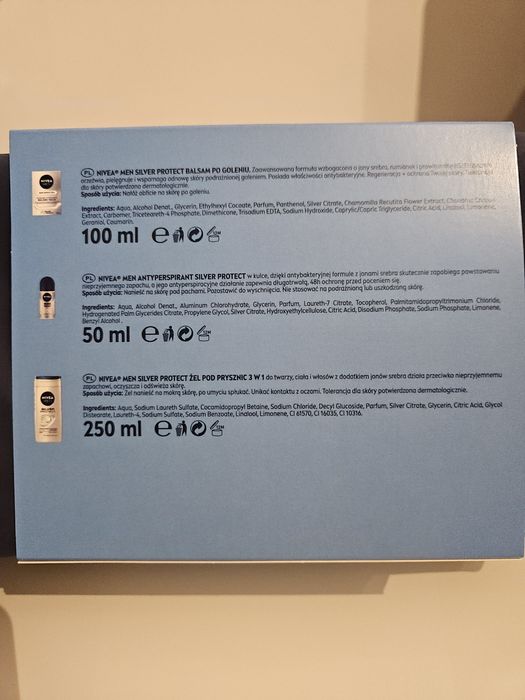 PL NIVEA® MEN SILVER PROTECT BALSAM PO GOLENIU. Zaawansowana formuła wzbogacona o jony srebra, rumianek i
orzeźwia, pielęgnuje i wspomaga odnowę skóry podrażnionej goleniem. Posiada właściwości antybakteryjne. Regeneracja + ochrona Twojej skóry.
dla skóry potwierdzona dermatologicznie.
Sposób użycia: Nałóż obficie na skórę po goleniu.
Ingredients: Aqua, Alcohol Denat., Glycerin, Ethylhexyl Cocoate, Parfum, Panthenol, Silver Citrate, Chamomilla Recutita Flower Extract,
Extract, Carbomer, Triceteareth-4 Phosphate, Dimethicone, Trisodium EDTA, Sodium Hydroxide, Caprylic/Capric Triglyceride, Citric Acid, Linalool, Limonene,
Geraniol, Coumarin.
100 ml e 12M
PL NIVEA® MEN ANTYPERSPIRANT SILVER PROTECT w kulce, dzięki antybakteryjnej formule z jonami srebra skutecznie zapobiega powstawaniu
nieprzyjemnego zapachu, a jego antyperspiracyjne działanie zapewnia długotrwałą, 48h ochronę przed poceniem się.
Sposób użycia: Nanieść na skórę pod pachami. Pozostawić do wyschnięcia. Nie stosować na podrażnioną lub uszkodzoną skórę.
Ingredients: Aqua, Alcohol Denat., Aluminum Chlorohydrate, Glycerin, Parfum, Laureth-7 Citrate, Tocopherol, Palmitamidopropyltrimonium Chloride,
Hydrogenated Palm Glycerides Citrate, Propylene Glycol, Silver Citrate, Hydroxyethylcellulose, Citric Acid, Disodium Phosphate, Sodium Phosphate, Limonene,
Benzyl Alcohol.
50 ml e
PL NIVEA® MEN SILVER PROTECT ŻEL POD PRYSZNIC 3 W 1 do twarzy, ciała i włosów z dodatkiem jonów srebra działa przeciwko nieprzyjemnemu
zapachowi, oczyszcza i odświeża skórę.
Sposób użycia: Żel nanieść na mokrą skórę, po umyciu spłukać. Unikać kontaktu z oczami. Tolerancja dla skóry potwierdzona dermatologicznie.
Ingredients: Aqua, Sodium Laureth Sulfate, Cocamidopropyl Betaine, Sodium Chloride, Decyl Glucoside, Parfum, Silver Citrate, Glycerin, Citric Acid, Glycol
Distearate, Laureth-4, Sodium Sulfate, Sodium Benzoate, Linalool, Limonene, CI 61570, CI 16035, CI 10316.
250 ml e 12M
NIVEA
MEN
NIVEA
NIVEA
MEN